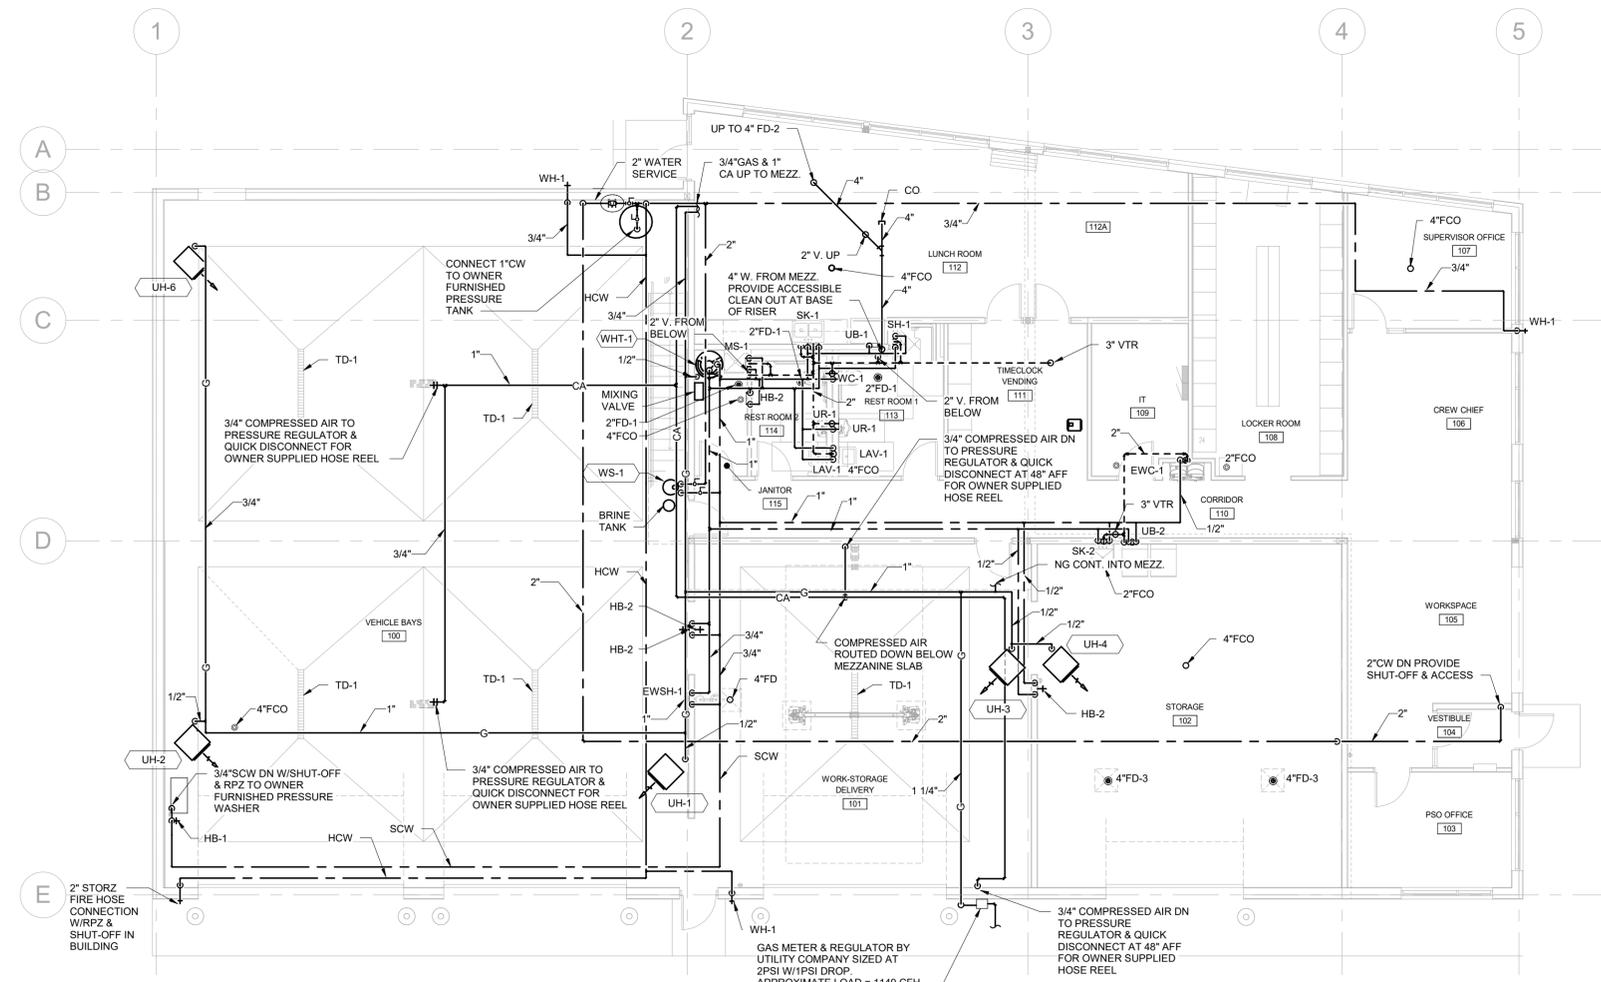 1
2
3
4
5
A
B
C
D
E
UP TO 4" FD-2
2" WATER
SERVICE
3/4"GAS & 1"
CA UP TO MEZZ.
WH-1
M
4"
CO
4"
3/4"
3/4"
2"
2" V. UP
LUNCH ROOM
112
112A
4"FCO
SUPERVISOR OFFICE
107
3/4"
WH-1
UH-6
CONNECT 1"CW
TO OWNER
FURNISHED
PRESSURE
TANK
HCW
3/4"
4" W. FROM MEZZ.
PROVIDE ACCESSIBLE
CLEAN OUT AT BASE
OF RISER
4"FCO
4"
SK-1
UB-1
SH-1
2" V. FROM
BELOW
2"FD-1
MS-1
WHT-1
1/2"
TD-1
1"
CA
TD-1
G
MIXING
VALVE
2"FD-1
4"FCO
HB-2
WC-1
2"FD-1
2"
REST ROOM 1
113
REST ROOM 2
114
UR-1
UR-1
LAV-1
LAV-1
4"FCO
3" VTR
TIMECLOCK
VENDING
111
2" V. FROM
BELOW
IT
109
LOCKER ROOM
108
24
CREW CHIEF
106
3/4" COMPRESSED AIR TO
PRESSURE REGULATOR &
QUICK DISCONNECT FOR
OWNER SUPPLIED HOSE REEL
CA
1"
1"
3/4" COMPRESSED AIR DN
TO PRESSURE
REGULATOR & QUICK
DISCONNECT AT 48" AFF
FOR OWNER SUPPLIED
HOSE REEL
2"
EWC-1
2"FCO
WS-1
G
JANITOR
115
3/4"
BRINE
TANK
1"
1"
3" VTR
CORRIDOR
110
1/2"
UB-2
SK-2
3/4"
HCW
1/2"
NG CONT. INTO MEZZ.
2"
1"
G
CA
1/2"
2"FCO
HB-2
1/2"
1/2"
WORKSPACE
105
VEHICLE BAYS
100
3/4"
HB-2
3/4"
COMPRESSED AIR
ROUTED DOWN BELOW
MEZZANINE SLAB
UH-4
4"FCO
G
G
TD-1
TD-1
4"FD
TD-1
EWSH-1
2"CW DN PROVIDE
SHUT-OFF & ACCESS
1/2"
4"FCO
1"
1"
G
UH-3
HB-2
STORAGE
102
G
1/2"
2"
2"
VESTIBULE
104
UH-2
SCW
3/4"SCW DN W/SHUT-OFF
& RPZ TO OWNER
FURNISHED PRESSURE
WASHER
3/4" COMPRESSED AIR TO
PRESSURE REGULATOR &
QUICK DISCONNECT FOR
OWNER SUPPLIED HOSE REEL
UH-1
WORK-STORAGE
DELIVERY
101
1 1/4"
G
4"FD-3
4"FD-3
PSO OFFICE
103
HB-1
HCW
SCW
2" STORZ
FIRE HOSE
CONNECTION
W/RPZ &
SHUT-OFF IN
BUILDING
WH-1
GAS METER & REGULATOR BY
UTILITY COMPANY SIZED AT
2PSI W/1PSI DROP.
APPROXIMATE LOAD = 1140 CFH
3/4" COMPRESSED AIR DN
TO PRESSURE
REGULATOR & QUICK
DISCONNECT AT 48" AFF
FOR OWNER SUPPLIED
HOSE REEL